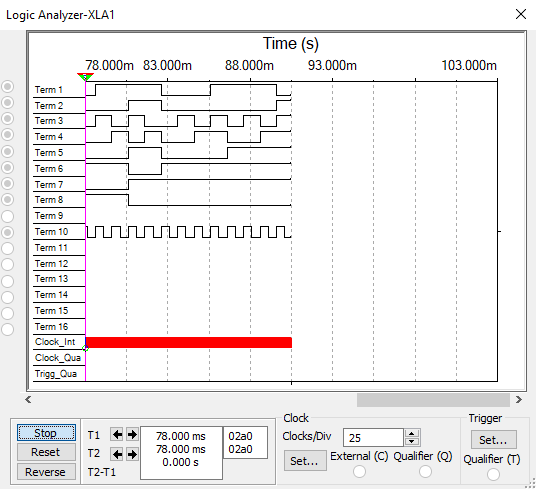 Logic Analyzer-XLA1
Time (s)
78.000m 83.000m 88.000m 93.000m 103.000m
Term 1
Term 2
Term 3
Term 4
Term 5
Term 6
Term 7
Term 8
Term 9
Term 10
Term 11
Term 12
Term 13
Term 14
Term 15
Term 16
Clock_Int
Clock_Qua
Trigg_Qua
Stop
Reset
Reverse
T1
T2
T2-T1
78.000 ms 02a0
78.000 ms 02a0
0.000 s
Clock
Clocks/Div 25
Set... External (C) Qualifier (Q)
Trigger
Set...
Qualifier (T)